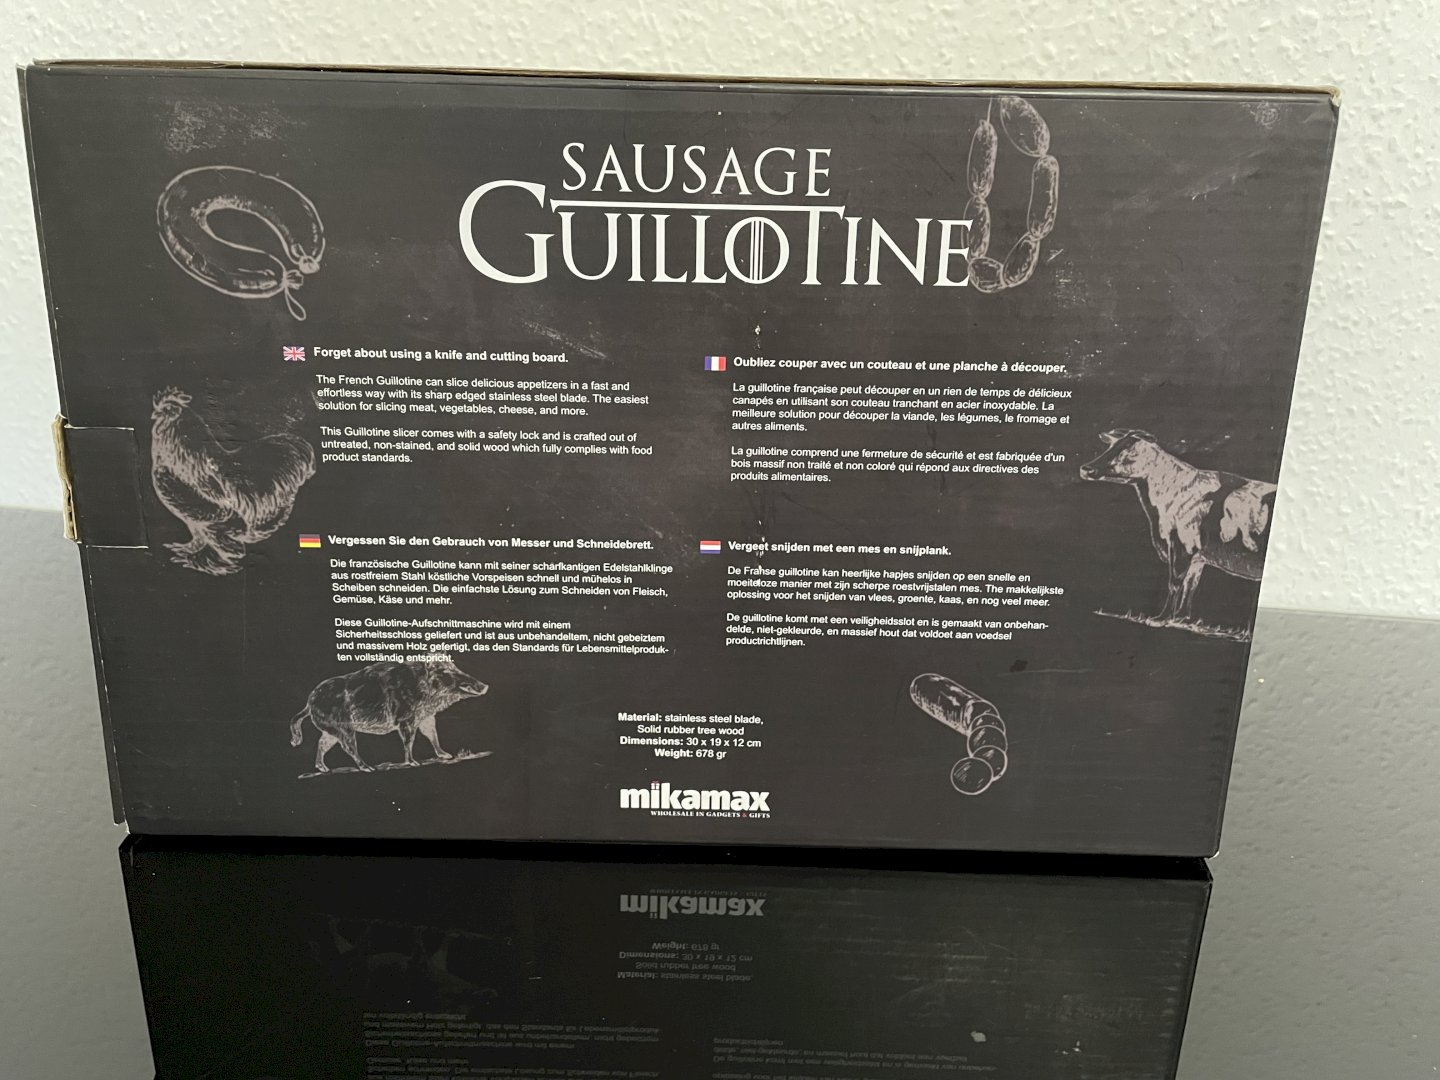 SAUSAGE
GUILLOTINE
Forget about using a knife and cutting board.
The French Guillotine can slice delicious appetizers in a fast and
effortless way with its sharp edged stainless steel blade. The easiest
solution for slicing meat, vegetables, cheese, and more.
This Guillotine slicer comes with a safety lock and is crafted out of
untreated, non-stained, and solid wood which fully complies with food
product standards.
Oubliez couper avec un couteau et une planche à découper.
La guillotine française peut découper en un rien de temps de délicieux
canapés en utilisant son couteau tranchant en acier inoxydable. La
meilleure solution pour découper la viande, les légumes, le fromage et
autres aliments.
La guillotine comprend une fermeture de sécurité et est fabriquée d'un
bois massif non traité et non coloré qui répond aux directives des
produits alimentaires.
Vergessen Sie den Gebrauch von Messer und Schneidebrett.
Die französische Guillotine kann mit seiner scharfkantigen Edelstahlklinge
aus rostfreiem Stahl köstliche Vorspeisen schnell und mühelos in
Scheiben schneiden. Die einfachste Lösung zum Schneiden von Fleisch,
Gemüse, Käse und mehr.
Diese Guillotine-Aufschnittmaschine wird mit einem
Sicherheitsschloss geliefert und ist aus unbehandeltem, nicht gebeiztem
und massivem Holz gefertigt, das den Standards für Lebensmittelproduk-
ten vollständig entspricht.
Vergeet snijden met een mes en snijplank.
De Franse guillotine kan heerlijke hapjes snijden op een snelle en
moeiteloze manier met zijn scherpe roestvrijstalen mes. The makkelijkste
oplossing voor het snijden van vlees, groente, kaas, en nog veel meer.
De guillotine komt met een veiligheidsslot en is gemaakt van onbehan-
delde, niet-gekleurde, en massief hout dat voldoet aan voedsel
productrichtlijnen.
Material: stainless steel blade,
Solid rubber tree wood
Dimensions: 30 x 19 x 12 cm
Weight: 678 gr
mikamax
WHOLESALE IN GADGETS & GIFTS